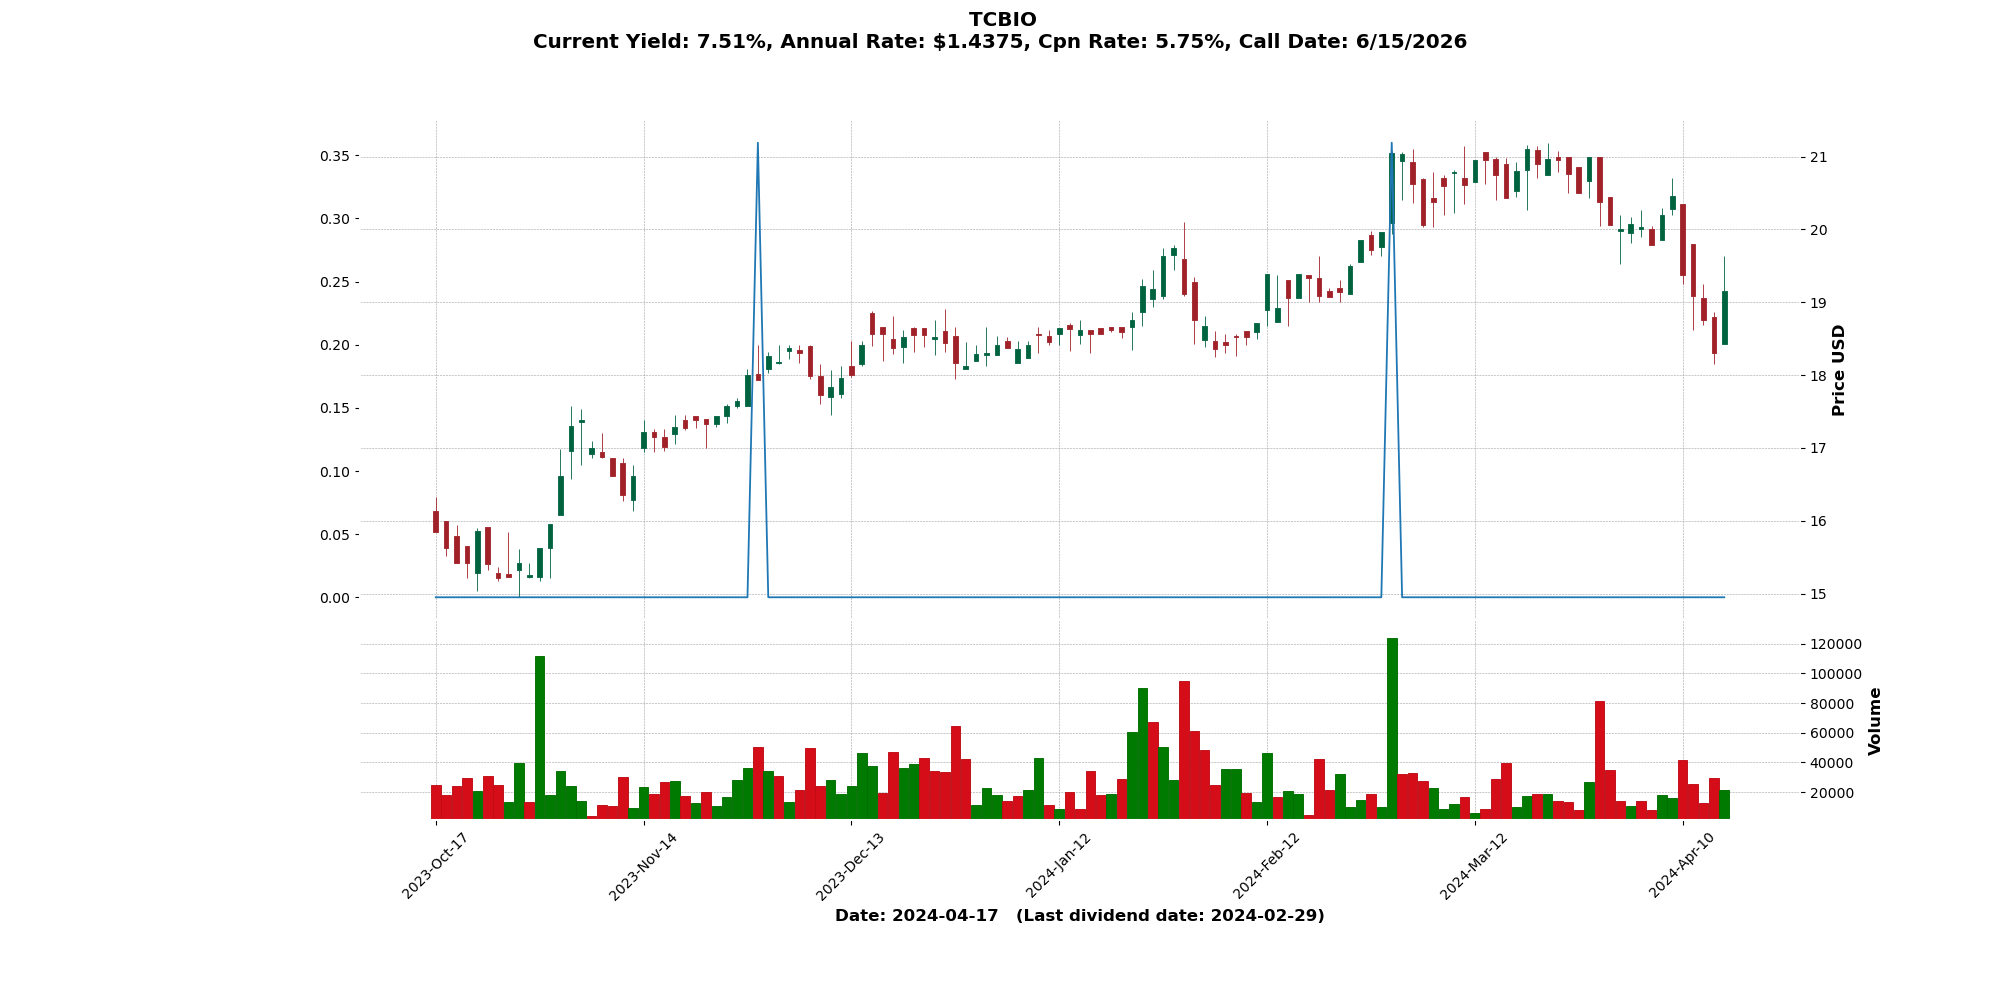 TCBIO
Current Yield: 7.51%, Annual Rate: $1.4375, Cpn Rate: 5.75%, Call Date: 6/15/2026
0.35
0.30
0.25
0.20
0.15
0.10
0.05
0.00
21
20
19
18
17
16
15
Price USD
120000
100000
80000
60000
40000
20000
Volume
2023-Oct-17
2023-Nov-14
2023-Dec-13
2024-Jan-12
2024-Feb-12
2024-Mar-12
2024-Apr-10
Date: 2024-04-17 (Last dividend date: 2024-02-29)